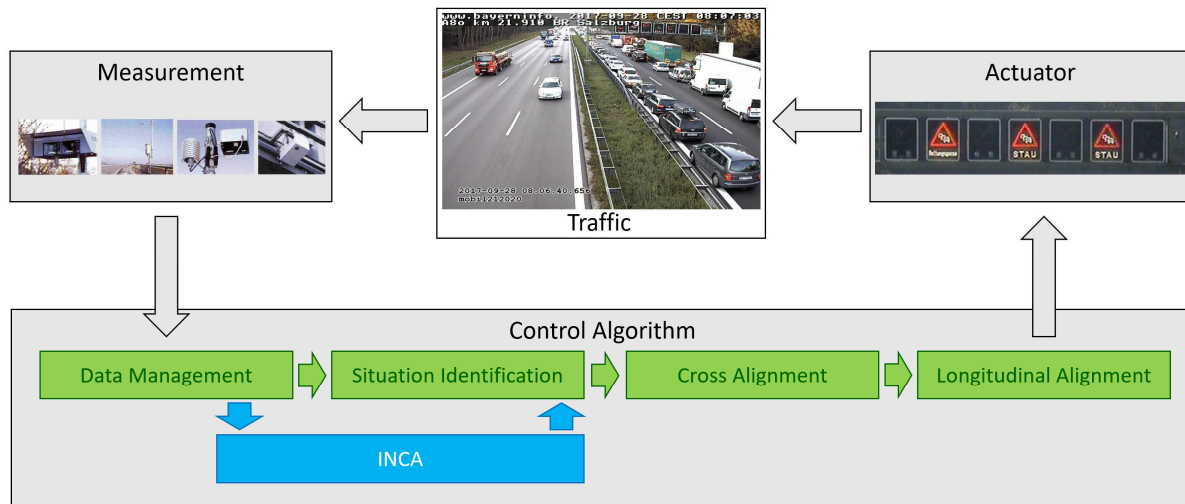 Measurement
www.bayerninfo. 2017-09-28 CEST 08:07:03
A8o km 21.910 BR Salzburg
2017-09-28 08.06.40.656
mobil212020
Traffic
Actuator
Rettungsgasse
STAU
STAU
Control Algorithm
Data Management
Situation Identification
Cross Alignment
Longitudinal Alignment
INCA